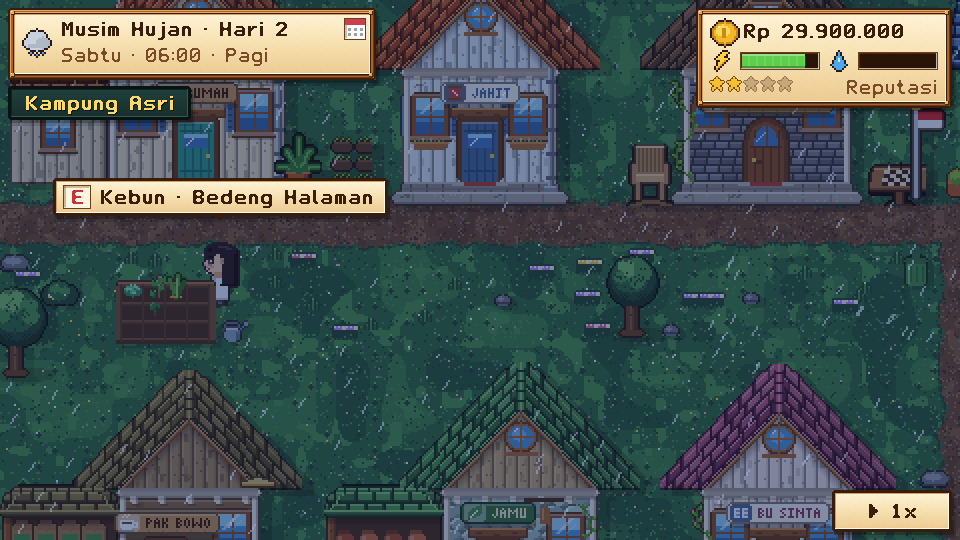 Musim Hujan · Hari 2
Sabtu · 06:00 · Pagi
Rp 29.900.000
Reputasi
Kampung Asri
UMAH
JAHIT
E Kebun · Bedeng Halaman
PAK BOWO
JAMU
BU SINTA
1x